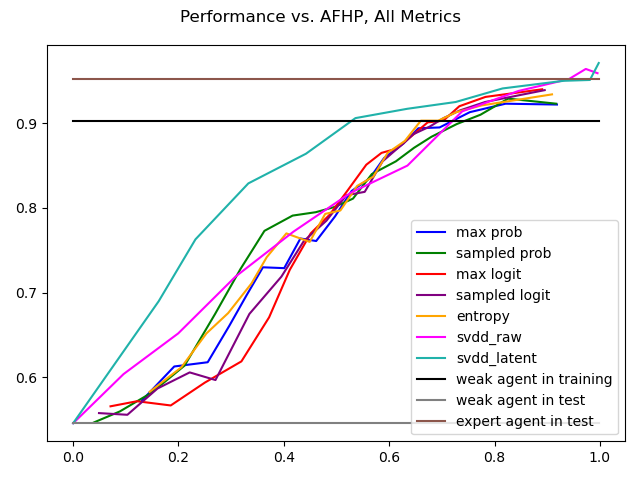 Performance vs. AFHP, All Metrics
0.9
0.8
0.7
0.6
max prob
sampled prob
max logit
sampled logit
entropy
svdd_raw
svdd_latent
weak agent in training
weak agent in test
expert agent in test
0.0 0.2 0.4 0.6 0.8 1.0